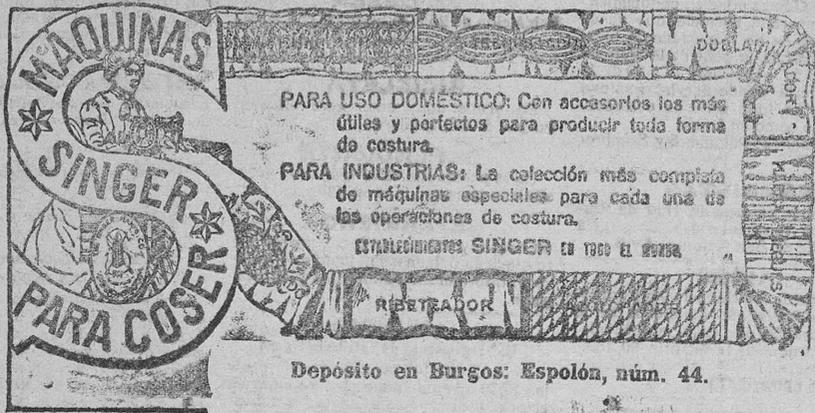 MÁQUINAS
SINGER
PARA COSER
PARA USO DOMÉSTICO: Con accesorios los más
útiles y perfectos para producir toda forma
de costura.
PARA INDUSTRIAS: La colección más completa
de máquinas especiales para cada una de
las operaciones de costura.
ESTABLECIMIENTOS SINGER EN TODO EL MUNDO
RIBETEADOR
Depósito en Burgos: Espolón, núm. 44.